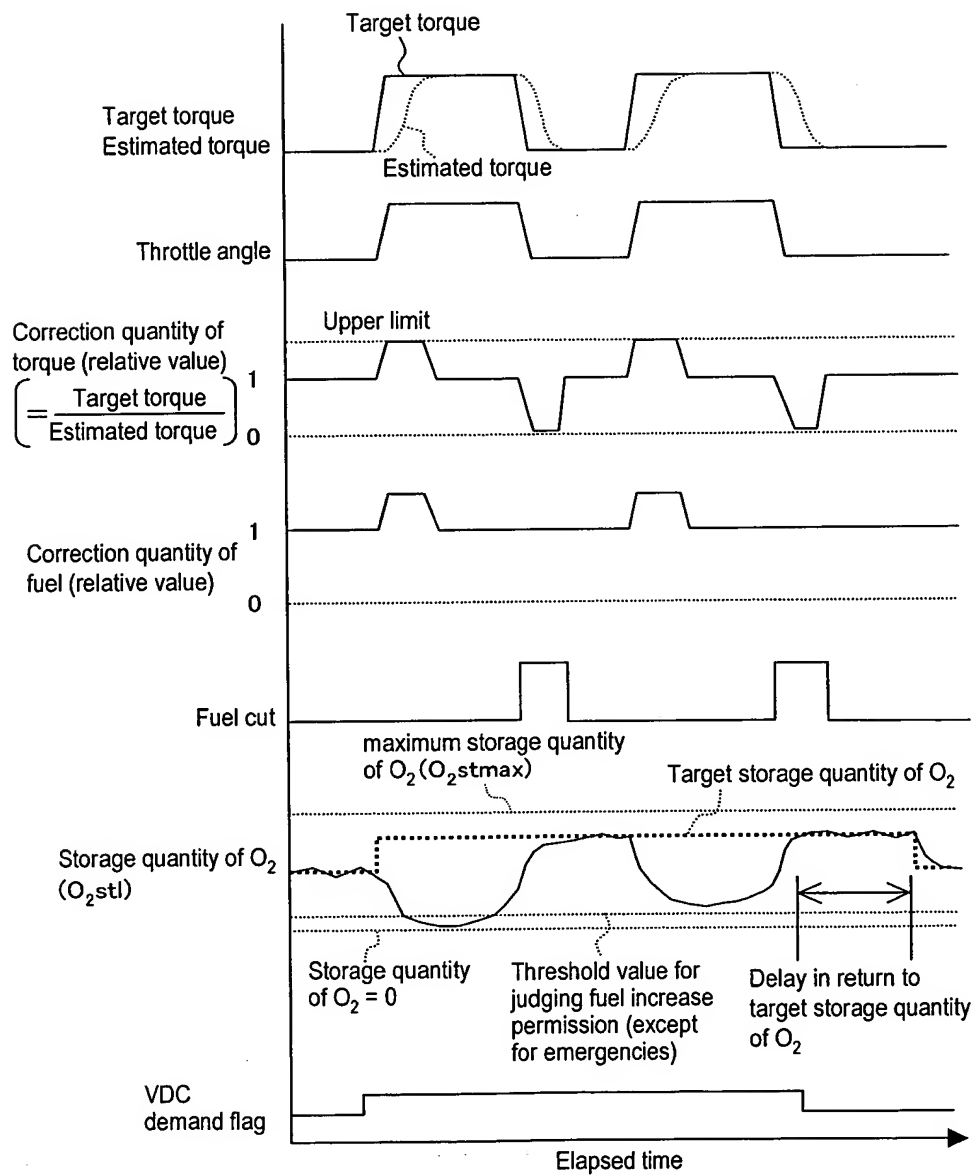 Target torque
Target torque
Estimated torque
Estimated torque
Throttle angle
Upper limit
Correction quantity of
torque (relative value)
1
(= Target torque
Estimated torque)
0
1
Correction quantity of
fuel (relative value)
0
Fuel cut
maximum storage quantity
of O₂ (O₂stmax)
Target storage quantity of O₂
Storage quantity of O₂
(O₂stl)
Storage quantity
of O₂ = 0
Threshold value for
judging fuel increase
permission (except
for emergencies)
Delay in return to
target storage quantity
of O₂
VDC
demand flag
Elapsed time